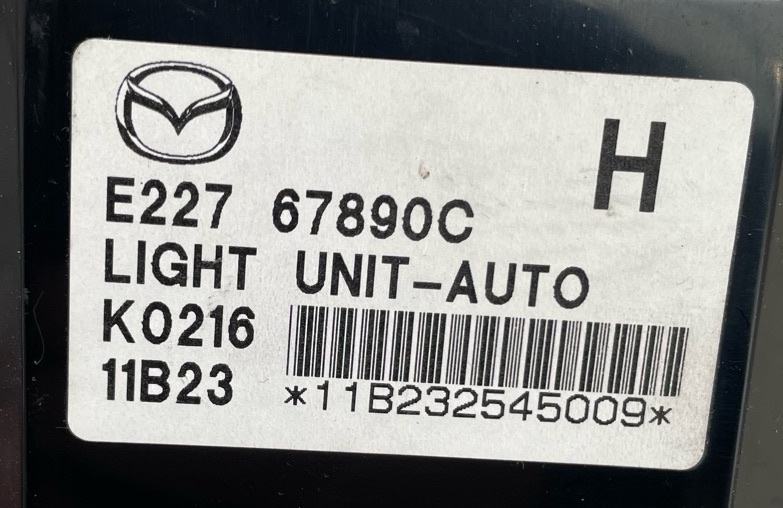 H
E227 67890C
LIGHT UNIT-AUTO
K0216
11B23
*11B232545009*